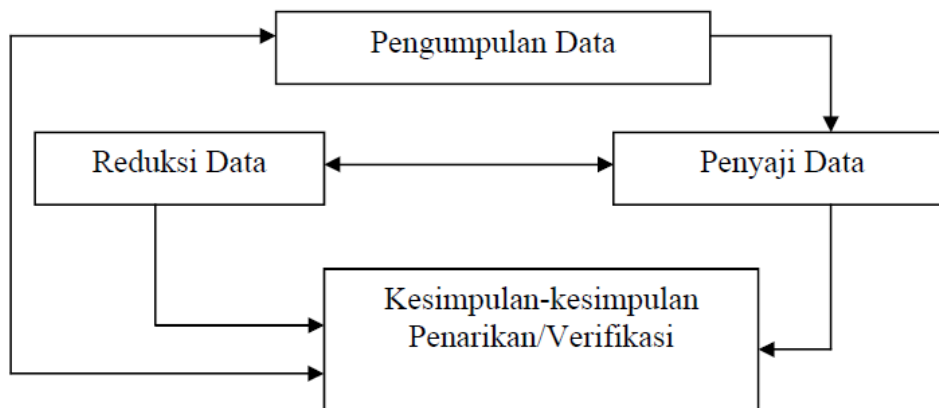 Pengumpulan Data
Reduksi Data
Penyaji Data
Kesimpulan-kesimpulan
Penarikan/Verifikasi